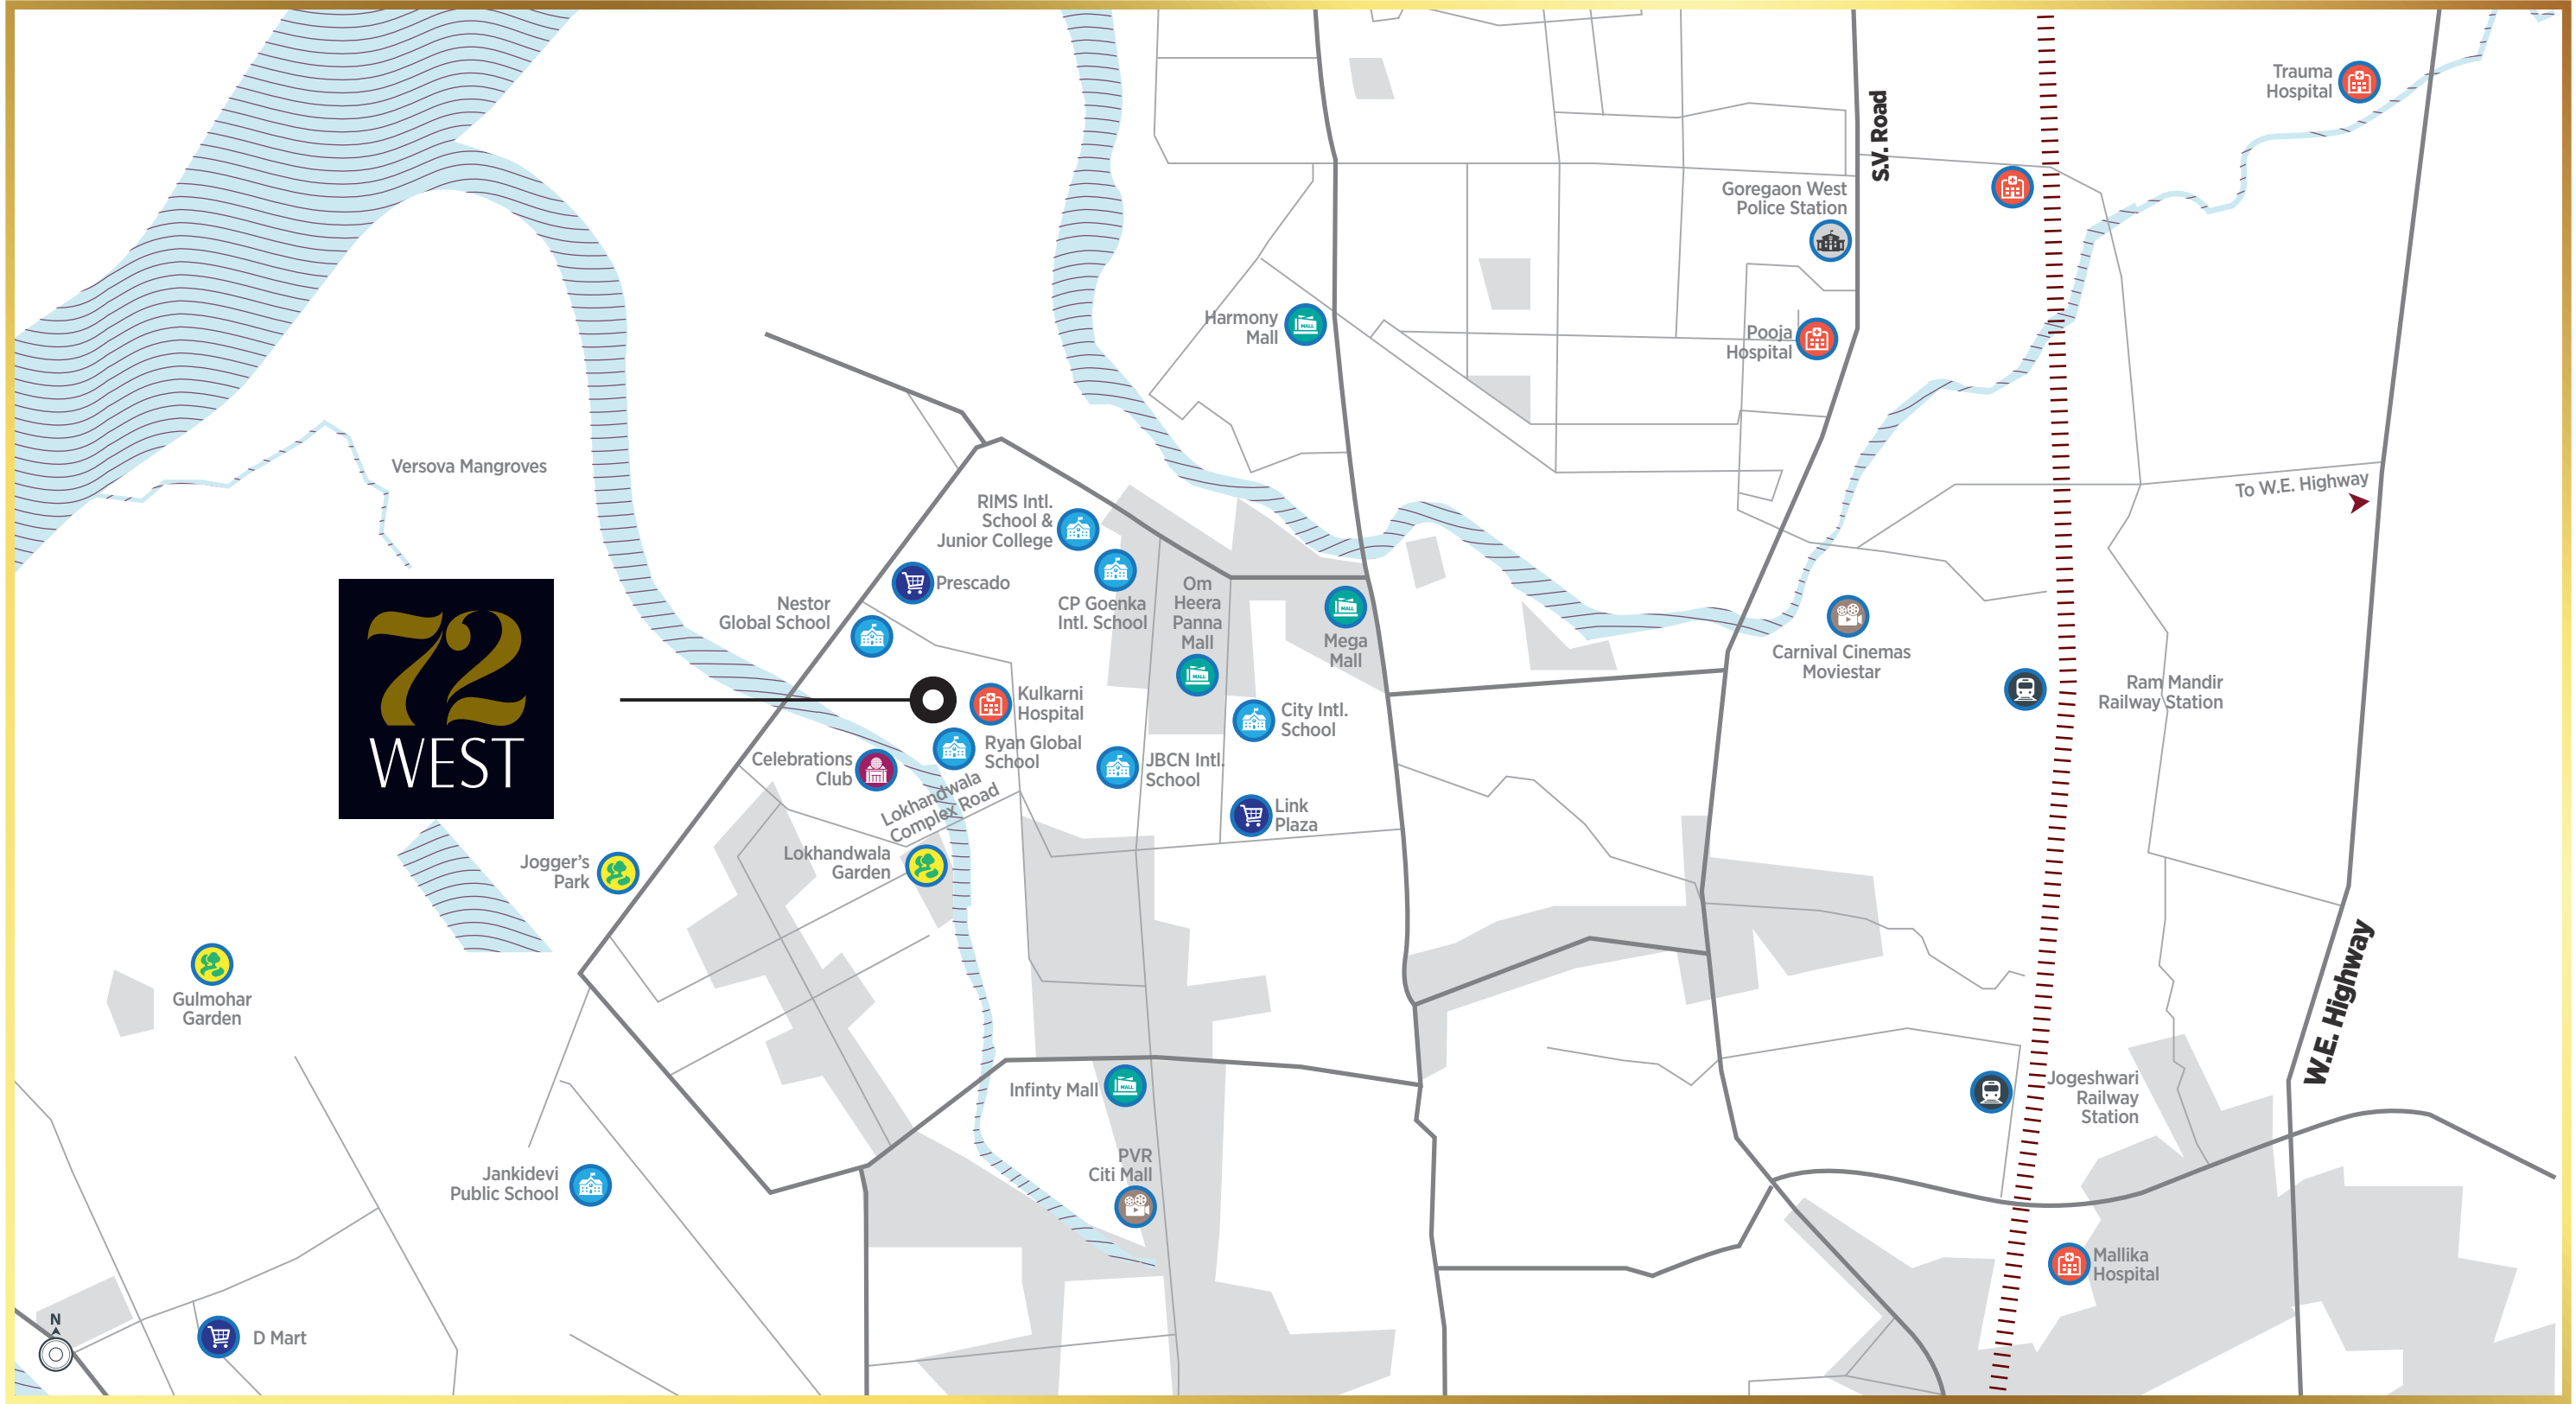 Trauma
Hospital
S.V. Road
Goregaon West
Police Station
Harmony
Mall
MALL
Pooja
Hospital
Versova Mangroves
To W.E. Highway
RIMS Intl.
School &
Junior College
Prescado
CP Goenka
Intl. School
Om
Heera
Panna
Mall
MALL
MALL
Mega
Mall
Nestor
Global School
72
WEST
Carnival Cinemas
Moviestar
Ram Mandir
Railway Station
Kulkarni
Hospital
City Intl.
School
Ryan Global
School
Celebrations
Club
JBCN Intl.
School
Lokhandwala
Complex Road
Link
Plaza
Lokhandwala
Garden
Jogger's
Park
Gulmohar
Garden
W.E. Highway
Infinty Mall
MALL
Jogeshwari
Railway
Station
PVR
Citi Mall
Jankidevi
Public School
Mallika
Hospital
N
D Mart